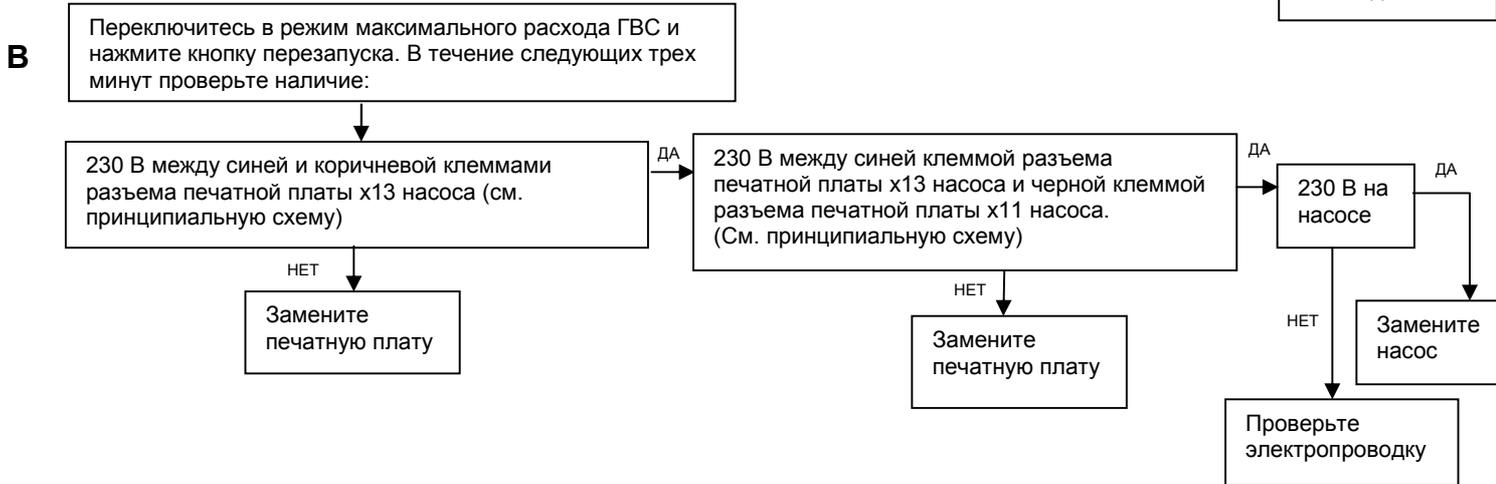 B
Переключитесь в режим максимального расхода ГВС и
нажмите кнопку перезапуска. В течение следующих трех
минут проверьте наличие:
230 В между синей и коричневой клеммами
разъема печатной платы x13 насоса (см.
принципиальную схему)
ДА
230 В между синей клеммой разъема
печатной платы x13 насоса и черной клеммой
разъема печатной платы x11 насоса.
(См. принципиальную схему)
ДА
230 В на
насосе
ДА
НЕТ
Замените
печатную плату
НЕТ
Замените
печатную плату
НЕТ
Замените
насос
Проверьте
электропроводку